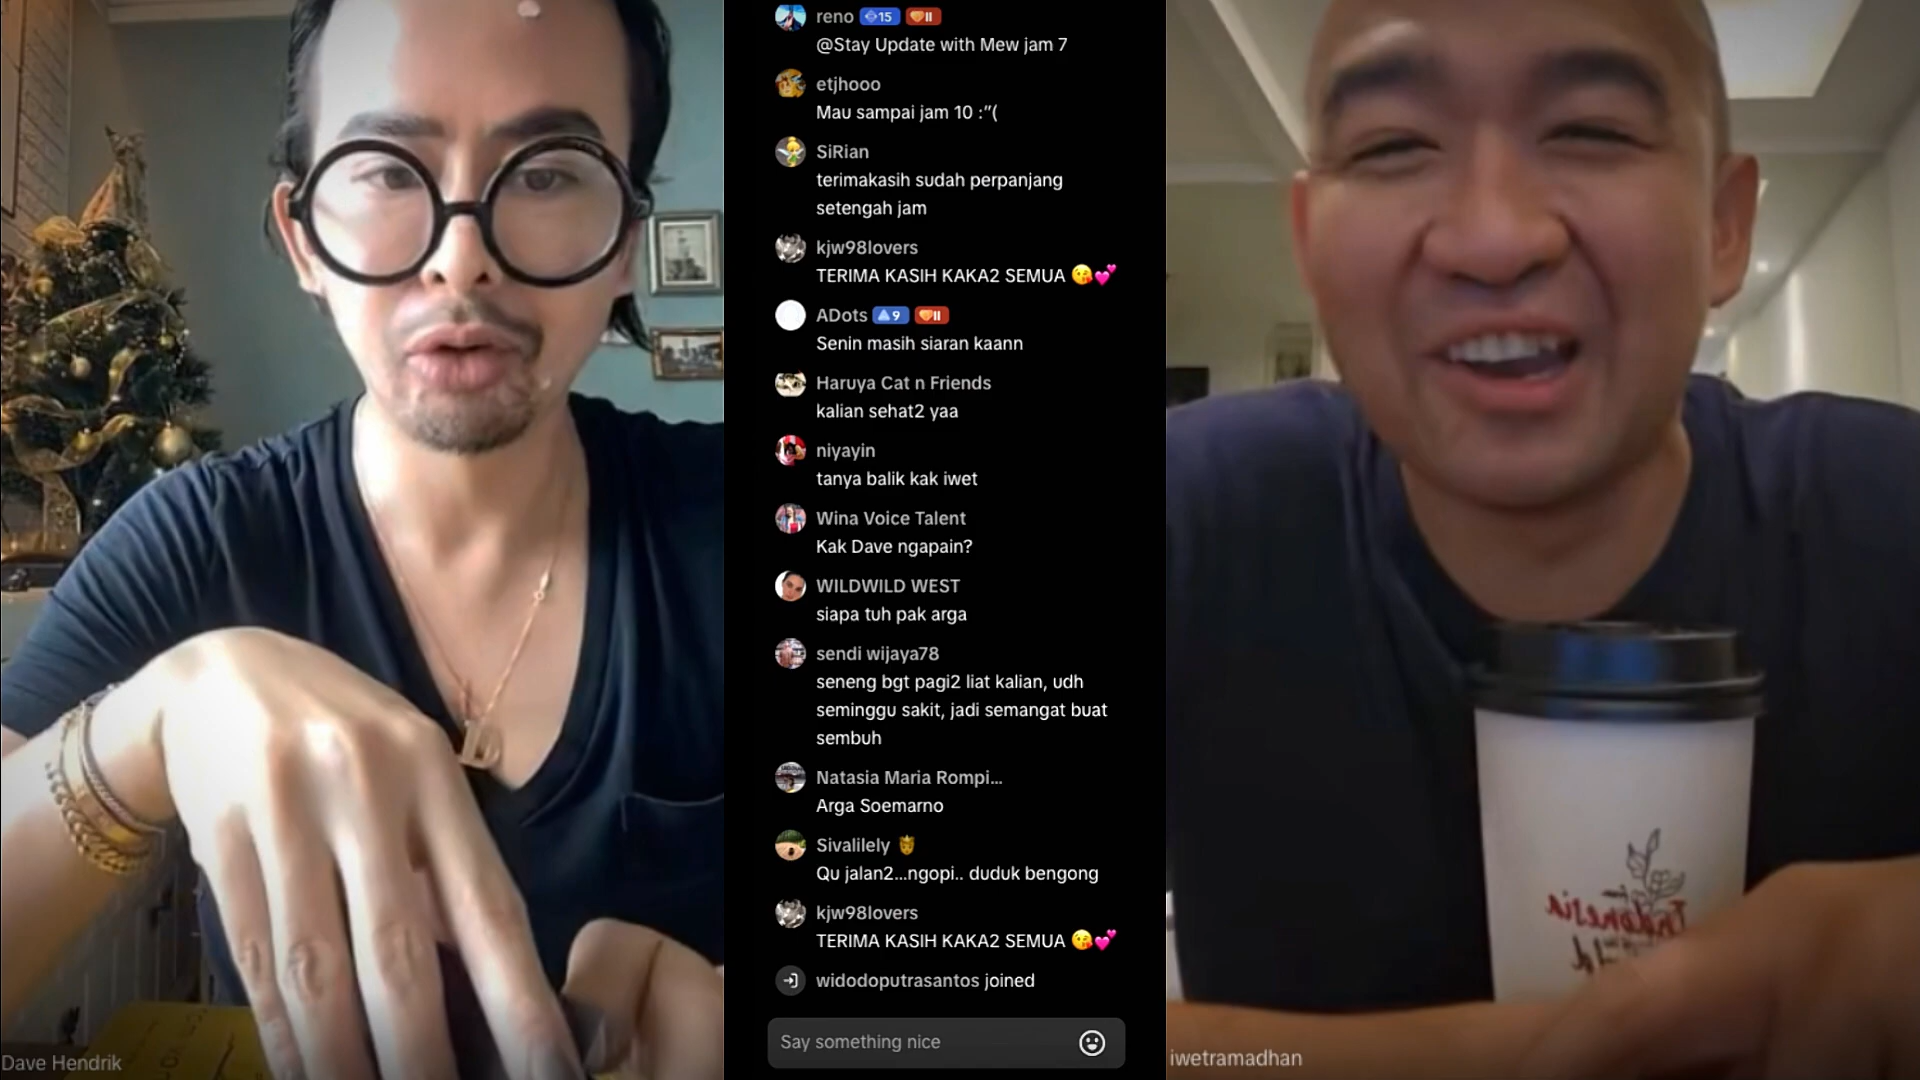 reno 15 II
@Stay Update with Mew jam 7
etjhooo
Mau sampai jam 10 :"(
SiRian
terimakasih sudah perpanjang
setengah jam
kjw98lovers
TERIMA KASIH KAKA2 SEMUA 😘💕
ADots 9 II
Senin masih siaran kaann
Haruya Cat n Friends
kalian sehat2 yaa
niyayin
tanya balik kak iwet
Wina Voice Talent
Kak Dave ngapain?
WILDWILD WEST
siapa tuh pak arga
sendi wijaya78
seneng bgt pagi2 liat kalian, udh
seminggu sakit, jadi semangat buat
sembuh
Natasia Maria Rompi...
Arga Soemarno
Sivalilely
Qu jalan2...ngopi.. duduk bengong
kjw98lovers
TERIMA KASIH KAKA2 SEMUA 😘💕
widodoputrasantos joined
Say something nice
Dave Hendrik
iwetramadhan
from
Indonesia